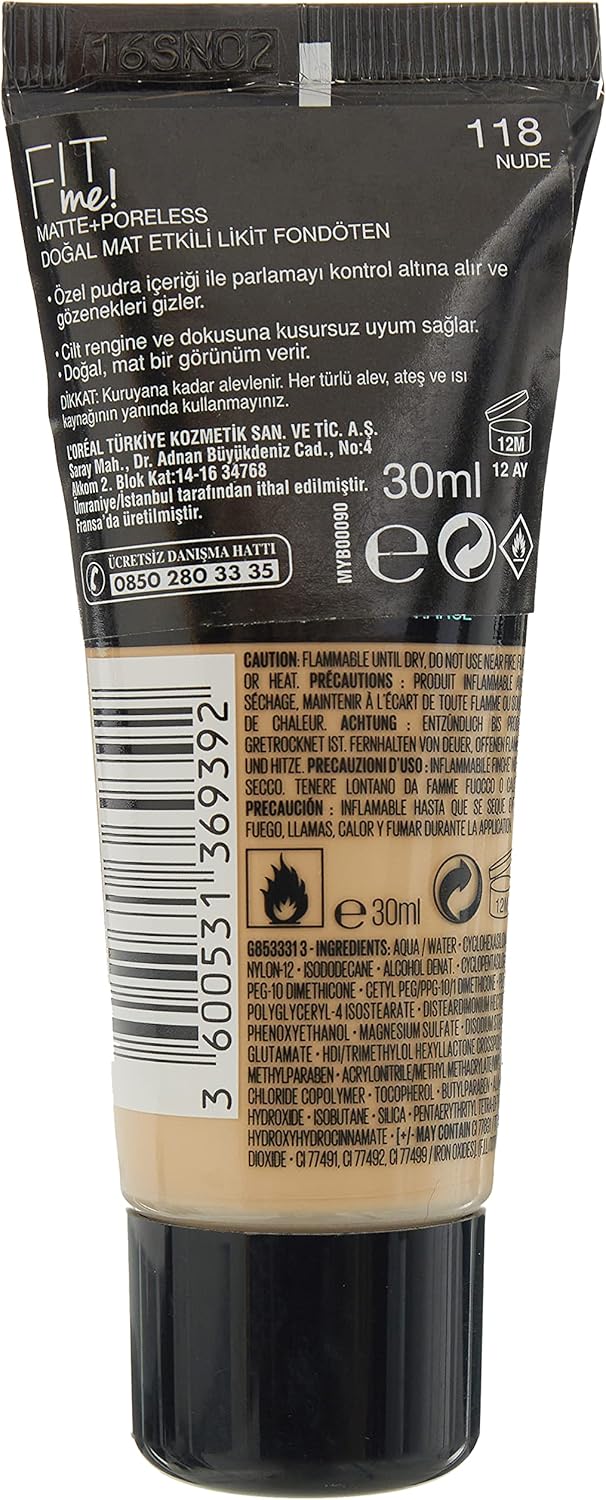 16SN02
FIT
me!
MATTE+PORELESS
DOĞAL MAT ETKİLİ LİKİT FONDÖTEN
118
NUDE
•Özel pudra içeriği ile parlamayı kontrol altına alır ve
gözenekleri gizler.
•Cilt rengine ve dokusuna kusursuz uyum sağlar.
•Doğal, mat bir görünüm verir.
DİKKAT: Kuruyana kadar alevlenir. Her türlü alev, ateş ve ısı
kaynağının yanında kullanmayınız.
L'ORÉAL TÜRKİYE KOZMETİK SAN. VE TİC. A.Ş.
Saray Mah., Dr. Adnan Büyükdeniz Cad., No:4
Akkom 2. Blok Kat:14-16 34768
Ümraniye/İstanbul tarafından ithal edilmiştir.
Fransa'da üretilmiştir.
ÜCRETSİZ DANIŞMA HATTI
0850 280 33 35
30ml
MYB00090
12M
12 AY
e
CAUTION: FLAMMABLE UNTIL DRY, DO NOT USE NEAR FIRE,
OR HEAT. PRÉCAUTIONS : PRODUIT INFLAMMABLE
SÉCHAGE, MAINTENIR À L'ÉCART DE TOUTE FLAMME OU
DE CHALEUR. ACHTUNG : ENTZÜNDLICH BIS
GRETROCKNET IST. FERNHALTEN VON DEUER, OFFENEN
UND HITZE. PRECAUZIONI D'USO : INFLAMMABILE FINCHÉ
SECCO. TENERE LONTANO DA FAMME FUOCO O
PRECAUCIÓN : INFLAMABLE HASTA QUE SE SEQUE
FUEGO, LLAMAS, CALOR Y FUMAR DURANTE LA APPLICATION
e 30ml
12M
G8533313 - INGREDIENTS: AQUA / WATER •
NYLON-12 • ISODODECANE • ALCOHOL DENAT. •
PEG-10 DIMETHICONE • CETYL PEG/PPG-10/1 DIMETHICONE •
POLYGLYCERYL-4 ISOSTEARATE • DISTEARDIMONIUM
PHENOXYETHANOL • MAGNESIUM SULFATE • DISODIUM
GLUTAMATE • HDI/TRIMETHYLOL HEXYLLACTONE
METHYLPARABEN • ACRYLONITRILE/METHYL METHACRYLATE
CHLORIDE COPOLYMER • TOCOPHEROL • BUTYLPARABEN •
HYDROXIDE • ISOBUTANE • SILICA • PENTAERYTHRITYL
HYDROXYHYDROCINNAMATE • [+/- MAY CONTAIN CI 77891
DIOXIDE • CI 77491, CI 77492, CI 77499 / IRON OXIDES].
3 600531 369392